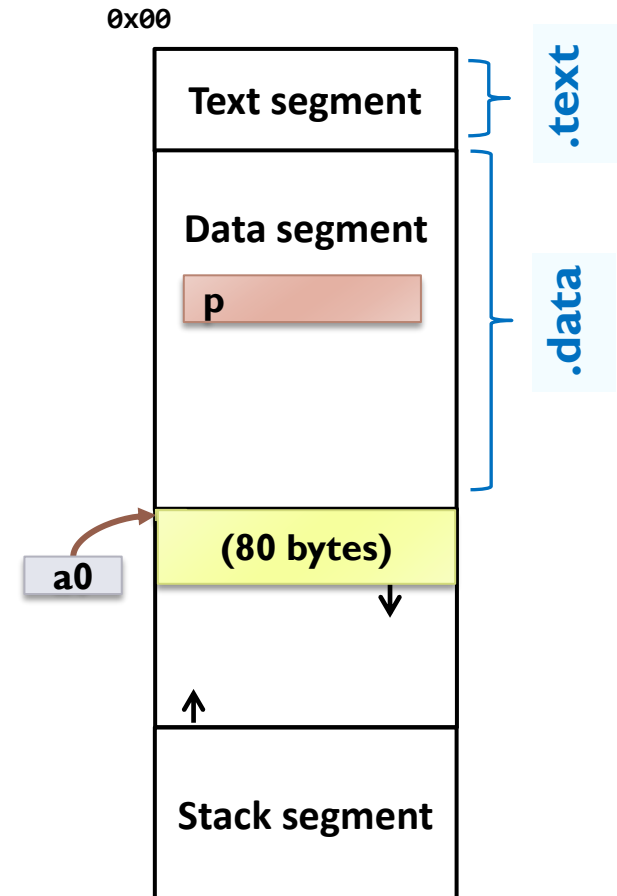 0x00
Text segment
.text
Data segment
p
.data
(80 bytes)
a0
Stack segment